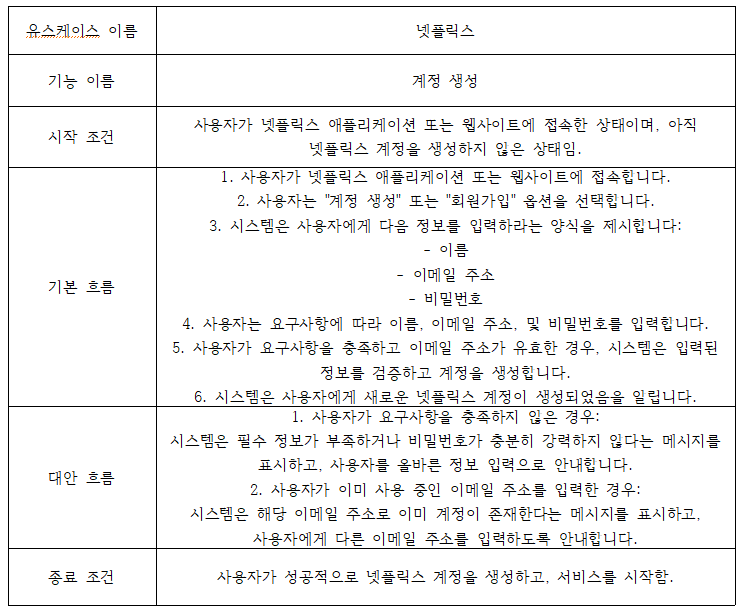 유스케이스 이름
넷플릭스
기능 이름
계정 생성
시작 조건
사용자가 넷플릭스 애플리케이션 또는 웹사이트에 접속한 상태이며, 아직
넷플릭스 계정을 생성하지 않은 상태임.
기본 흐름
1. 사용자가 넷플릭스 애플리케이션 또는 웹사이트에 접속힙니다.
2. 사용자는 "계정 생성" 또는 "회원가입" 옵션을 선택힙니다.
3. 시스템은 사용자에게 다음 정보를 입력하라는 양식을 제시힙니다:
- 이름
- 이메일 주소
- 비밀번호
4. 사용자는 요구사항에 따라 이름, 이메일 주소, 및 비밀번호를 입력힙니다.
5. 사용자가 요구사항을 충족하고 이메일 주소가 유효한 경우, 시스템은 입력된
정보를 검증하고 계정을 생성힙니다.
6. 시스템은 사용자에게 새로운 넷플릭스 계정이 생성되었음을 일립니다.
대안 흐름
1. 사용자가 요구사항을 충족하지 않은 경우:
시스템은 필수 정보가 부족하거나 비밀번호가 충분히 강력하지 않다는 메시지를
표시하고, 사용자를 올바른 정보 입력으로 안내힙니다.
2. 사용자가 이미 사용 중인 이메일 주소를 입력한 경우:
시스템은 해당 이메일 주소로 이미 계정이 존재한다는 메시지를 표시하고,
사용자에게 다른 이메일 주소를 입력하도록 안내힙니다.
종료 조건
사용자가 성공적으로 넷플릭스 계정을 생성하고, 서비스를 시작함.